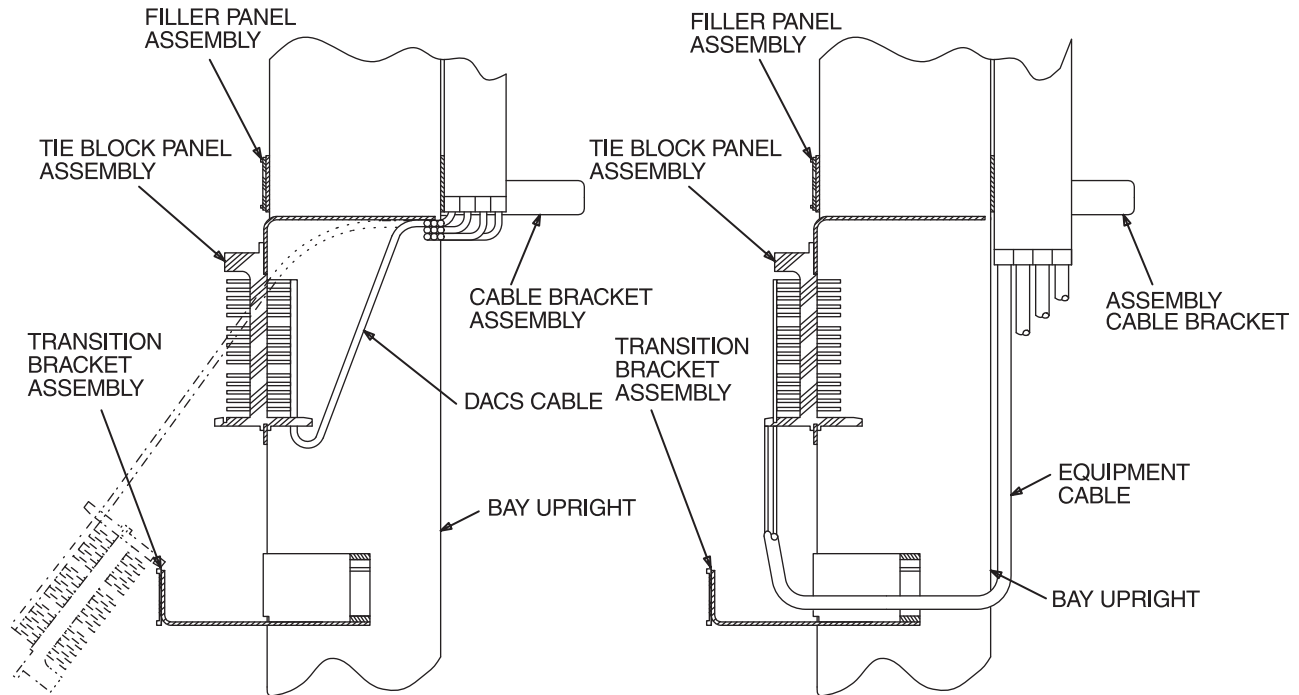 FILLER PANEL
ASSEMBLY
TIE BLOCK PANEL
ASSEMBLY
TRANSITION
BRACKET
ASSEMBLY
CABLE BRACKET
ASSEMBLY
DACS CABLE
BAY UPRIGHT
FILLER PANEL
ASSEMBLY
TIE BLOCK PANEL
ASSEMBLY
TRANSITION
BRACKET
ASSEMBLY
ASSEMBLY
CABLE BRACKET
EQUIPMENT
CABLE
BAY UPRIGHT